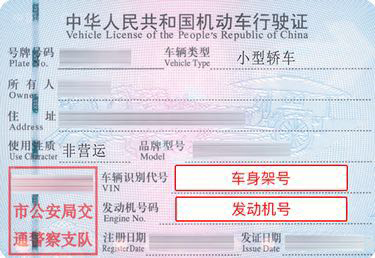 中华人民共和国机动车行驶证
Vehicle License of the People's Republic of China
号牌号码 车辆类型 小型轿车
Plate No. Vehicle Type
所有人
Owner
住址
Address
使用性质 非营运 品牌型号
Use Character Model
车辆识别代号 车身架号
VIN
市公安局交
通警察支队
发动机号码 发动机号
Engine No.
注册日期 发证日期
RegisterDate Issue Date